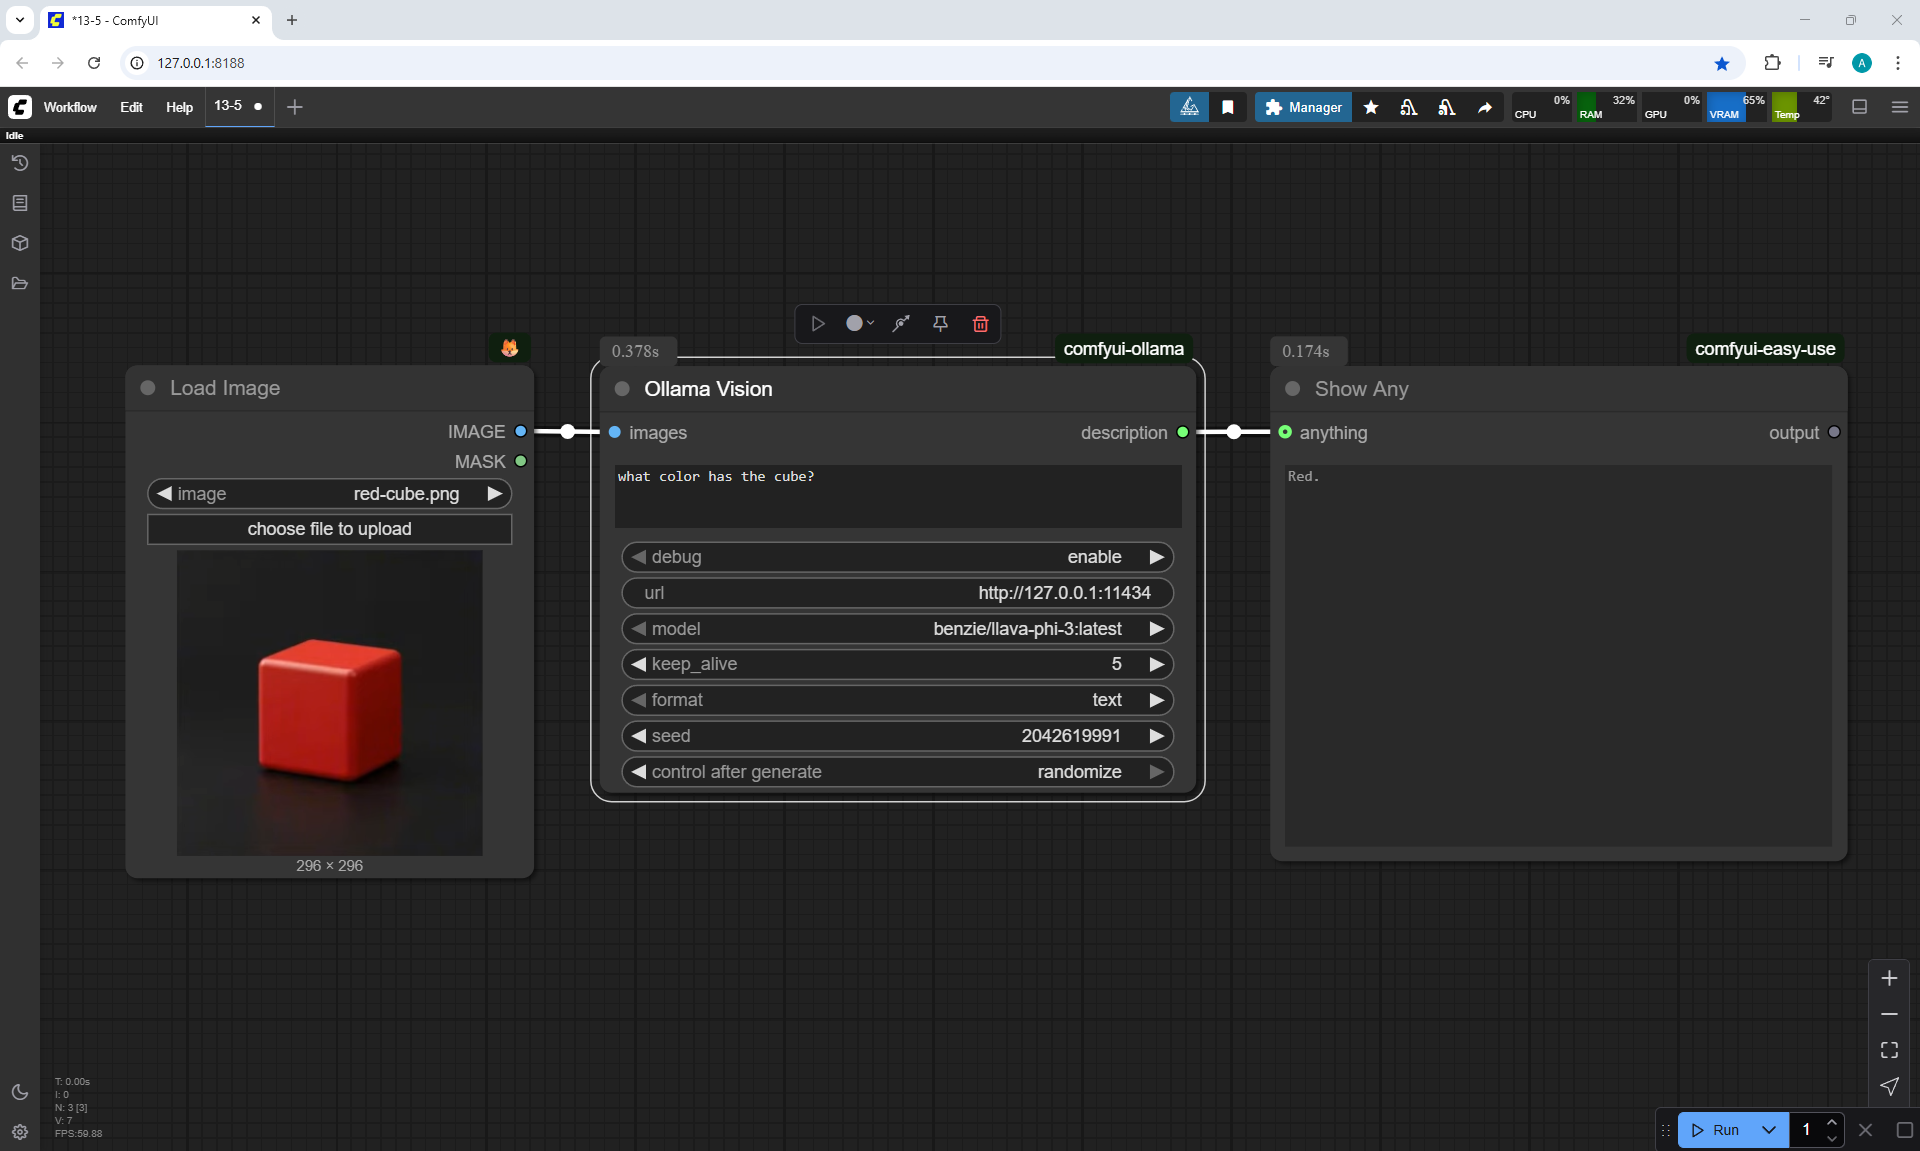 *13-5 - ComfyUI
127.0.0.1:8188
Workflow Edit Help 13-5
Manager
CPU 0% RAM 32% GPU 0% VRAM 65% Temp 42°
Idle
0.378s comfyui-ollama 0.174s comfyui-easy-use
Load Image
IMAGE
MASK
image red-cube.png
choose file to upload
296 × 296
Ollama Vision
images description
what color has the cube?
debug enable
url http://127.0.0.1:11434
model benzie/llava-phi-3:latest
keep_alive 5
format text
seed 2042619991
control after generate randomize
Show Any
anything output
Red.
T: 0.00s
I: 0
N: 3 [3]
V: 7
FPS:59.88
Run 1
A